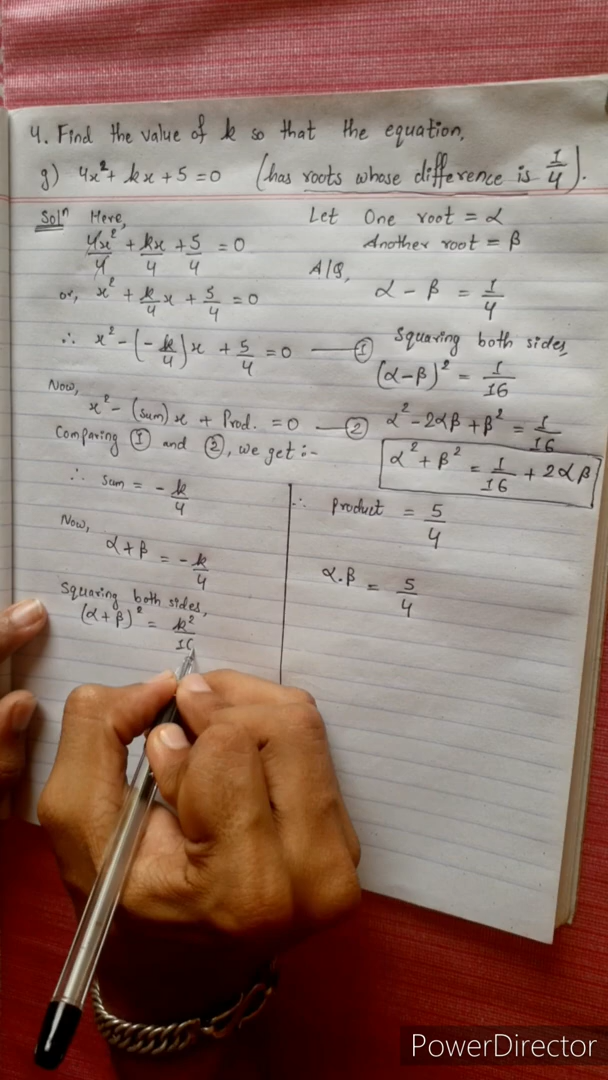 4. Find the value of k so that the equation,
g) 4x² + kx + 5 = 0 (has roots whose difference is 1/4).
Solⁿ Here,
4x²/4 + kx/4 + 5/4 = 0
or, x² + k/4 x + 5/4 = 0
∴ x² - (-k/4)x + 5/4 = 0 — ①
Now,
x² - (sum)x + Prod. = 0 — ②
Comparing ① and ②, we get :-
Let One root = α
Another root = β
A/Q,
α - β = 1/4
Squaring both sides,
(α-β)² = 1/16
α² - 2αβ + β² = 1/16
α² + β² = 1/16 + 2αβ
∴ sum = -k/4
Now,
α + β = -k/4
Squaring both sides,
(α+β)² = k²/16
∴ Product = 5/4
α.β = 5/4
PowerDirector